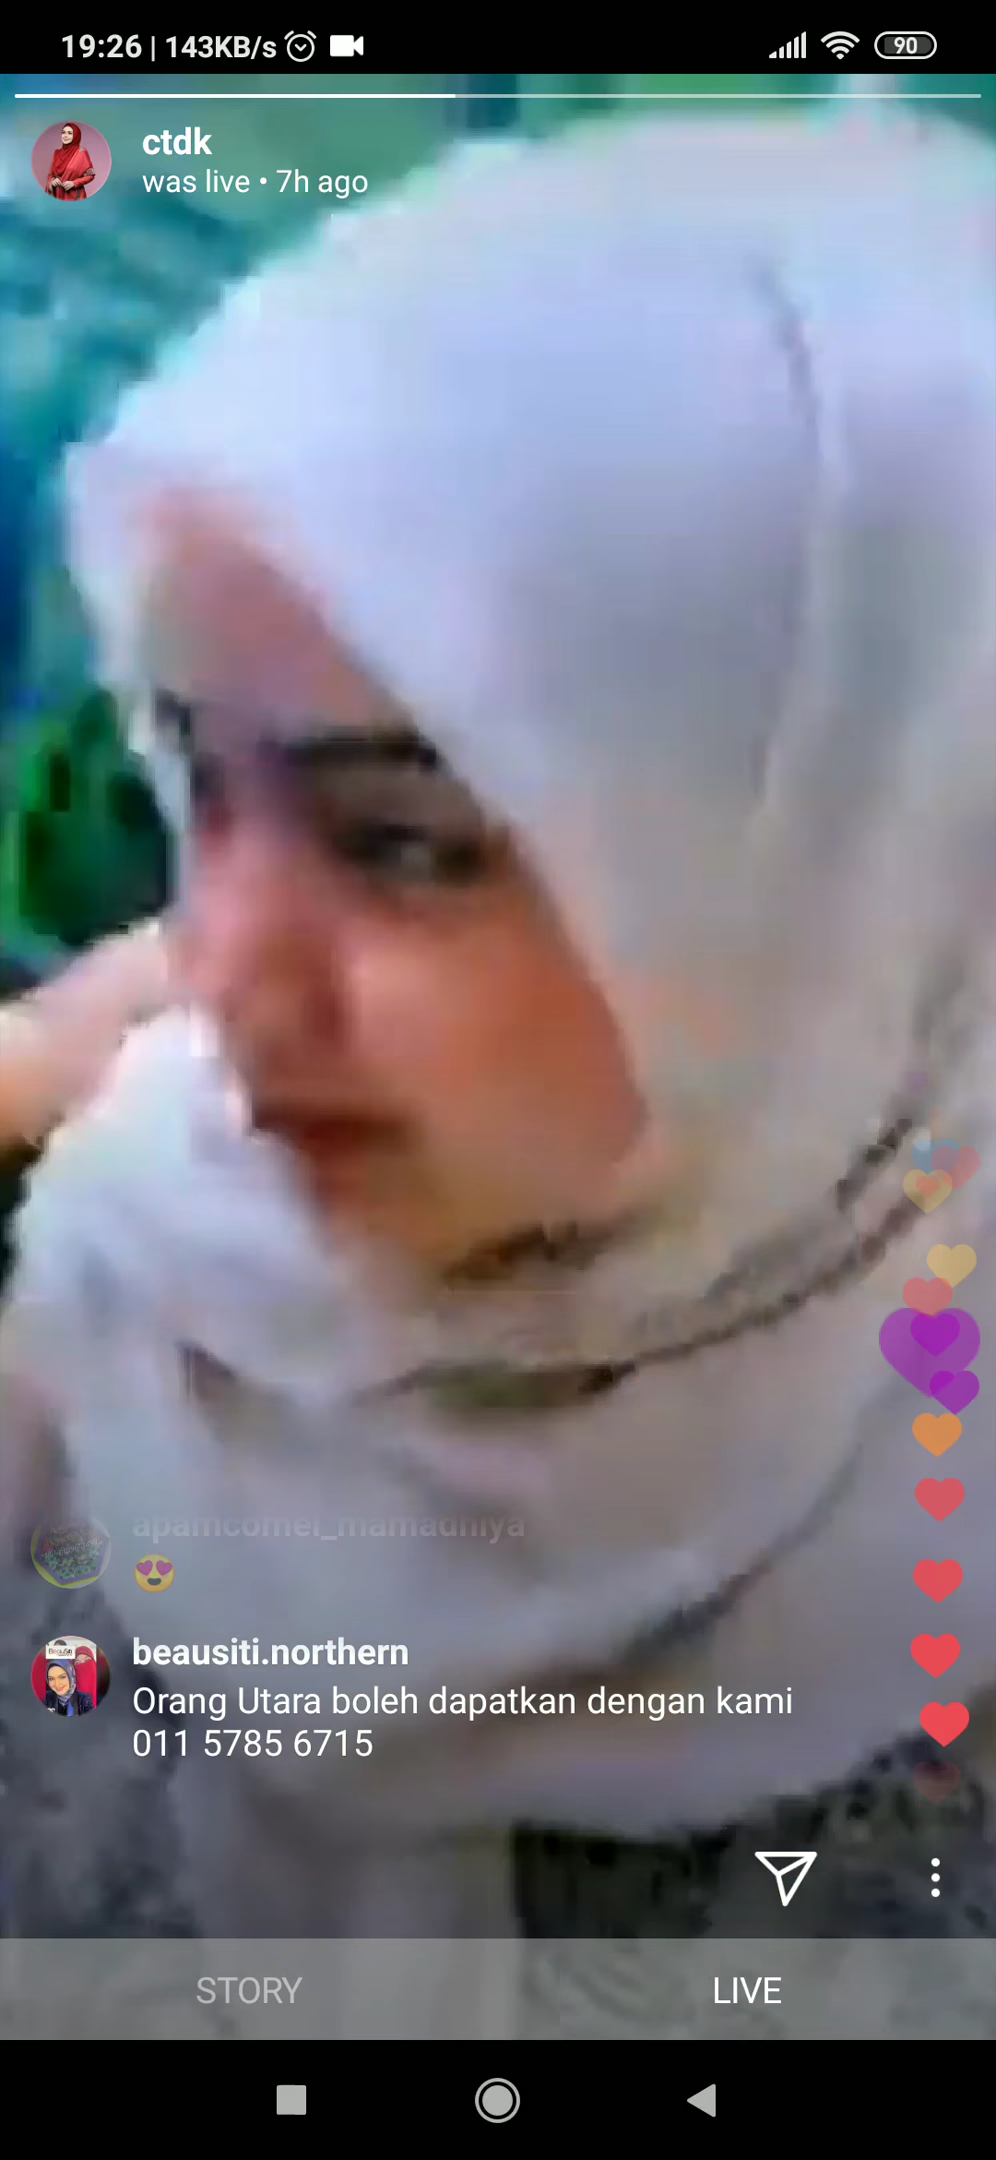 19:26 | 143KB/s
90
ctdk
was live • 7h ago
apamcomel_mamadhiya
😍
beausiti.northern
Orang Utara boleh dapatkan dengan kami
011 5785 6715
STORY
LIVE